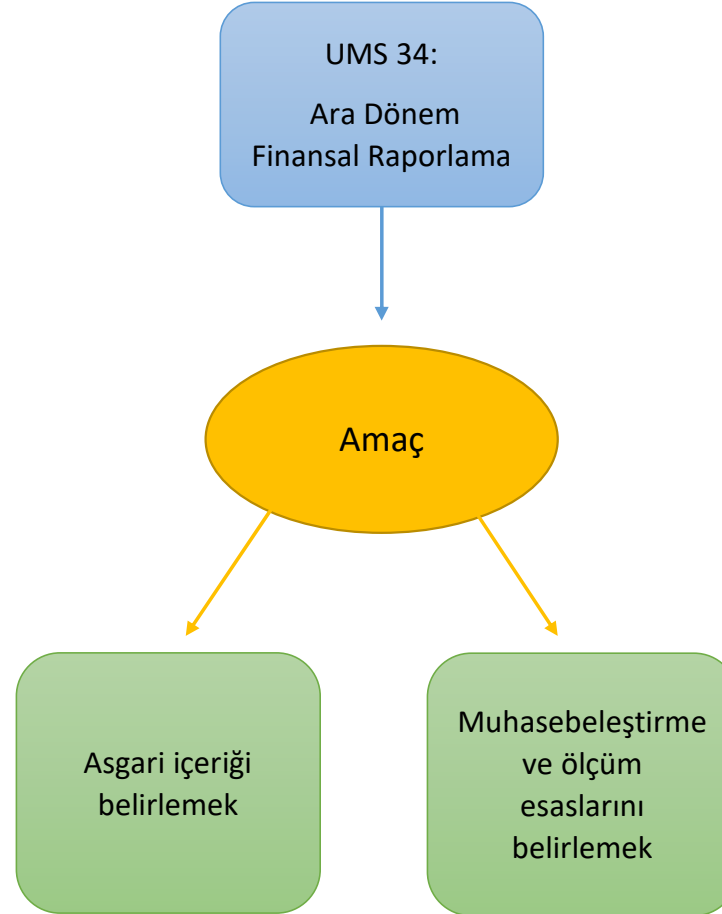 UMS 34:
Ara Dönem
Finansal Raporlama
Amaç
Asgari içeriği
belirlemek
Muhasebeleştirme
ve ölçüm
esaslarını
belirlemek